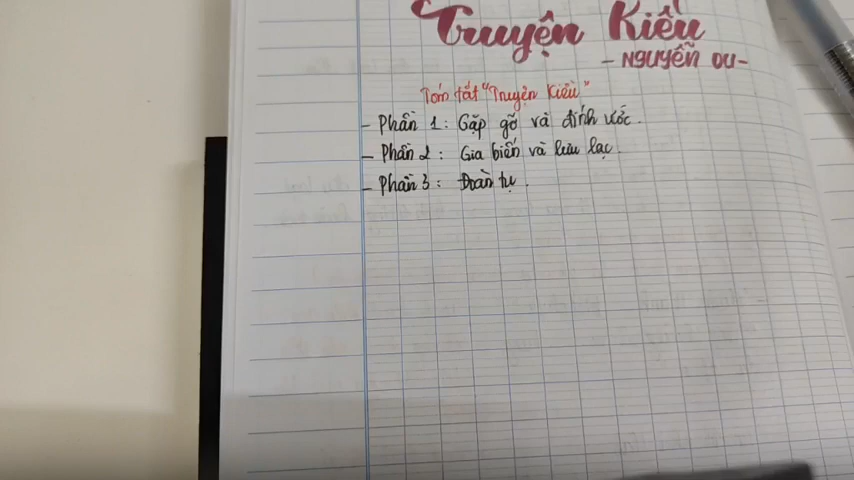 Truyện Kiều
- NGUYỄN DU -
Tóm tắt "Truyện Kiều"
- Phần 1: Gặp gỡ và đính ước.
- Phần 2: Gia biến và lưu lạc.
- Phần 3: Đoàn tụ.